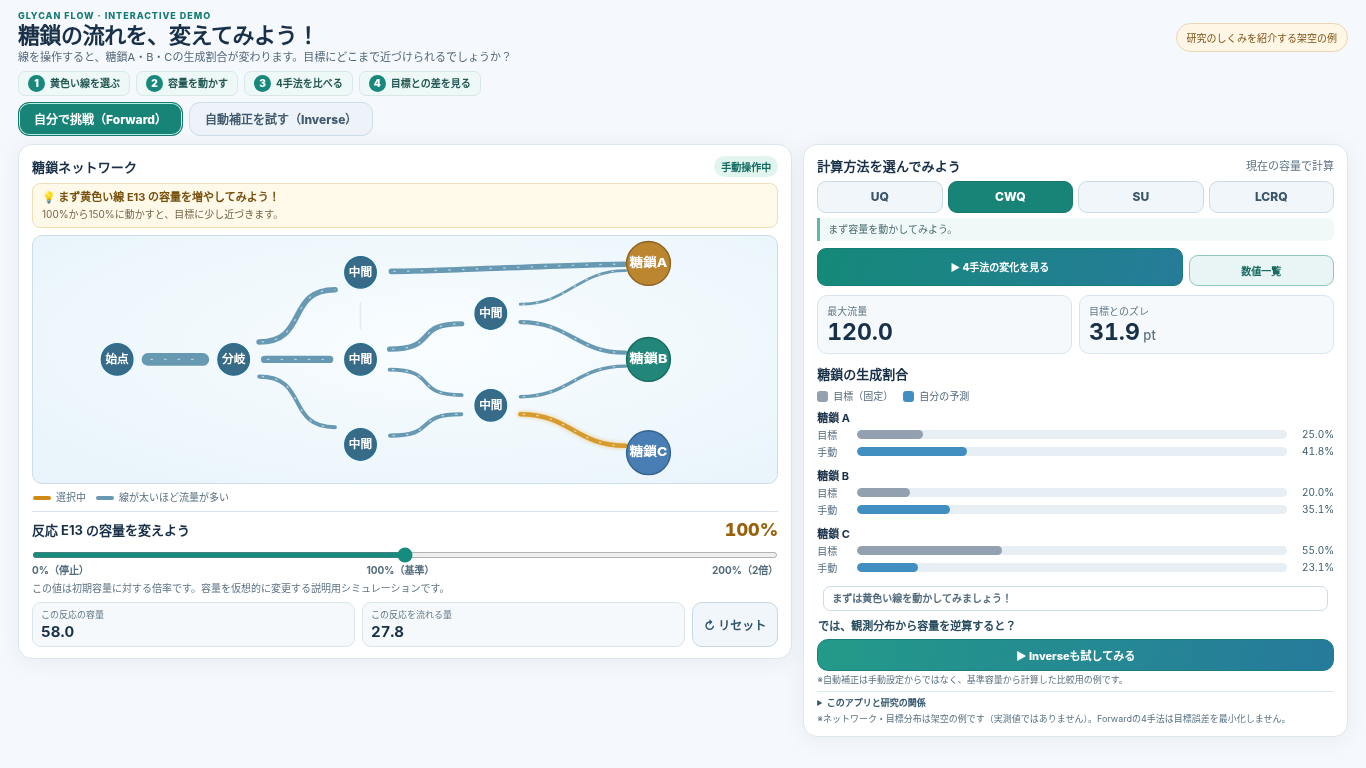 GLYCAN FLOW · INTERACTIVE DEMO
糖鎖の流れを、変えてみよう！
線を操作すると、糖鎖A・B・Cの生成割合が変わります。目標にどこまで近づけられるでしょうか？
研究のしくみを紹介する架空の例
1 黄色い線を選ぶ
2 容量を動かす
3 4手法を比べる
4 目標との差を見る
自分で挑戦（Forward）
自動補正を試す（Inverse）
糖鎖ネットワーク
手動操作中
💡 まず黄色い線 E13 の容量を増やしてみよう！
100%から150%に動かすと、目標に少し近づきます。
始点
分岐
中間
中間
中間
中間
中間
糖鎖A
糖鎖B
糖鎖C
選択中
線が太いほど流量が多い
反応 E13 の容量を変えよう
100%
0%（停止）
100%（基準）
200%（2倍）
この値は初期容量に対する倍率です。容量を仮想的に変更する説明用シミュレーションです。
この反応の容量
58.0
この反応を流れる量
27.8
↻ リセット
計算方法を選んでみよう
現在の容量で計算
UQ
CWQ
SU
LCRQ
まず容量を動かしてみよう。
▶ 4手法の変化を見る
数値一覧
最大流量
120.0
目標とのズレ
31.9 pt
糖鎖の生成割合
目標（固定）
自分の予測
糖鎖 A
目標 25.0%
手動 41.8%
糖鎖 B
目標 20.0%
手動 35.1%
糖鎖 C
目標 55.0%
手動 23.1%
まずは黄色い線を動かしてみましょう！
では、観測分布から容量を逆算すると？
▶ Inverseも試してみる
※自動補正は手動設定からではなく、基準容量から計算した比較用の例です。
▶ このアプリと研究の関係
※ネットワーク・目標分布は架空の例です（実測値ではありません）。Forwardの4手法は目標誤差を最小化しません。